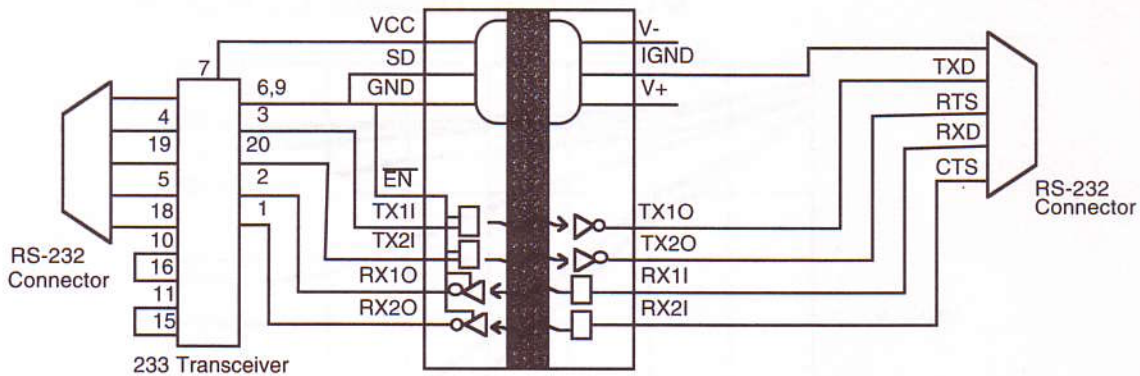 VCC
SD
GND
EN
TX1I
TX2I
RX1O
RX2O
V-
IGND
V+
TX1O
TX2O
RX1I
RX2I
TXD
RTS
RXD
CTS
RS-232
Connector
7
6,9
3
20
2
1
4
19
5
18
10
16
11
15
RS-232
Connector
233 Transceiver